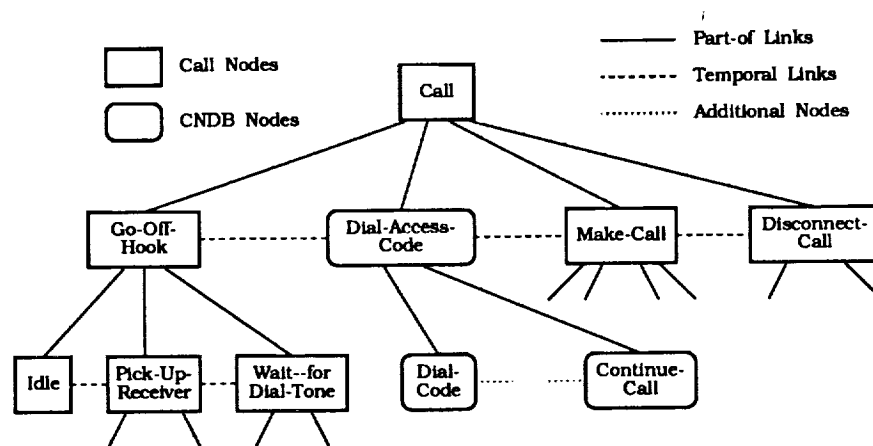 Call Nodes
CNDB Nodes
Part-of Links
Temporal Links
Additional Nodes
Call
Go-Off-
Hook
Dial-Access-
Code
Make-Call
Disconnect-
Call
Idle
Pick-Up-
Receiver
Wait--for
Dial-Tone
Dial-
Code
Continue-
Call